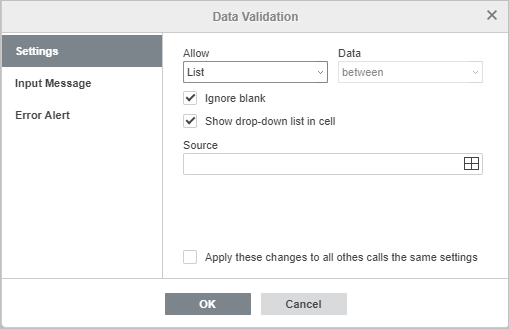 Data Validation
Settings
Input Message
Error Alert
Allow Data
List between
Ignore blank
Show drop-down list in cell
Source
Apply these changes to all othes calls the same settings
OK Cancel